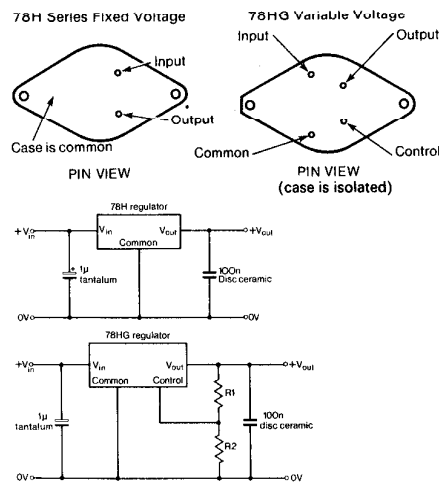 78H Series Fixed Voltage
78HG Variable Voltage
Input
Output
Case is common
PIN VIEW
Input
Output
Common
Control
PIN VIEW
(case is isolated)
78H regulator
+Vin
Vin
Vout
+Vout
Common
+
1μ
tantalum
100n
Disc ceramic
0V
0V
78HG regulator
+Vin
Vin
Vout
+Vout
Common
Control
R1
1μ
tantalum
100n
disc ceramic
R2
0V
0V